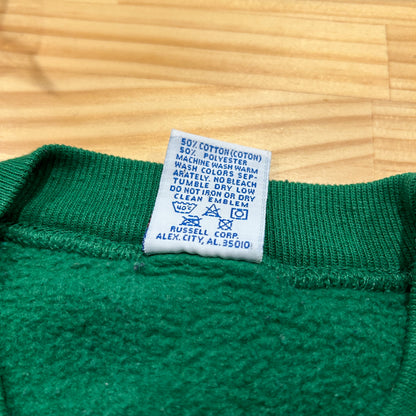 50% COTTON (COTON)
50% POLYESTER
MACHINE WASH WARM
WASH COLORS SEP-
ARATELY. NO BLEACH
TUMBLE DRY LOW
DO NOT IRON OR DRY
CLEAN EMBLEM
RUSSELL CORP.
ALEX. CITY, AL. 35010